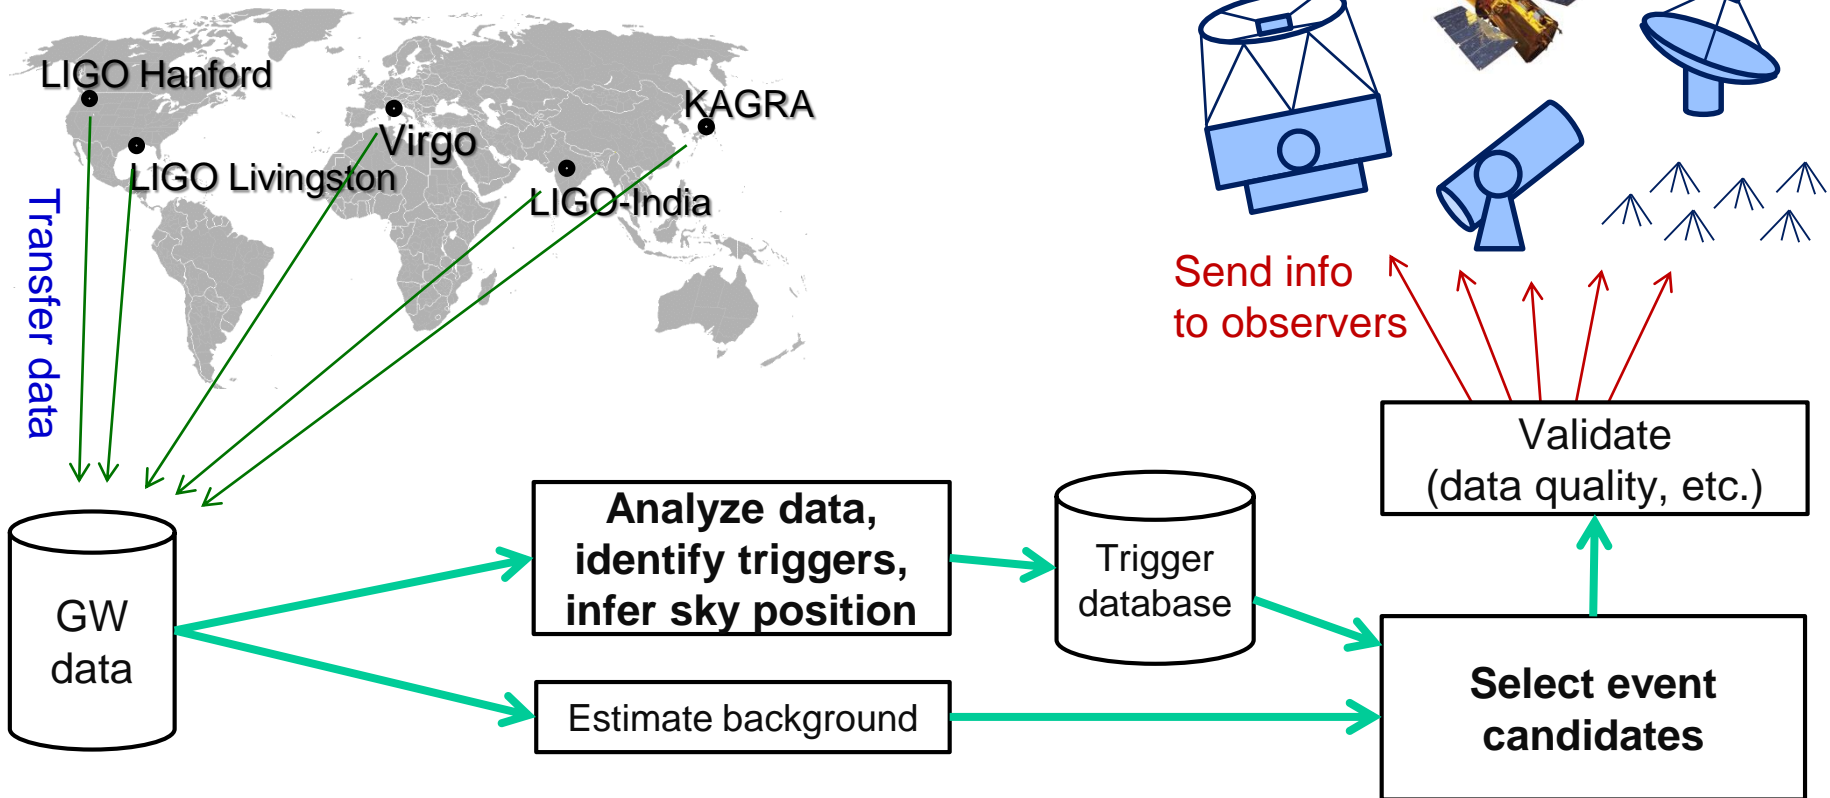 LIGO Hanford
LIGO Livingston
Virgo
KAGRA
LIGO-India
Transfer data
Send info
to observers
GW
data
Analyze data,
identify triggers,
infer sky position
Estimate background
Trigger
database
Select event
candidates
Validate
(data quality, etc.)